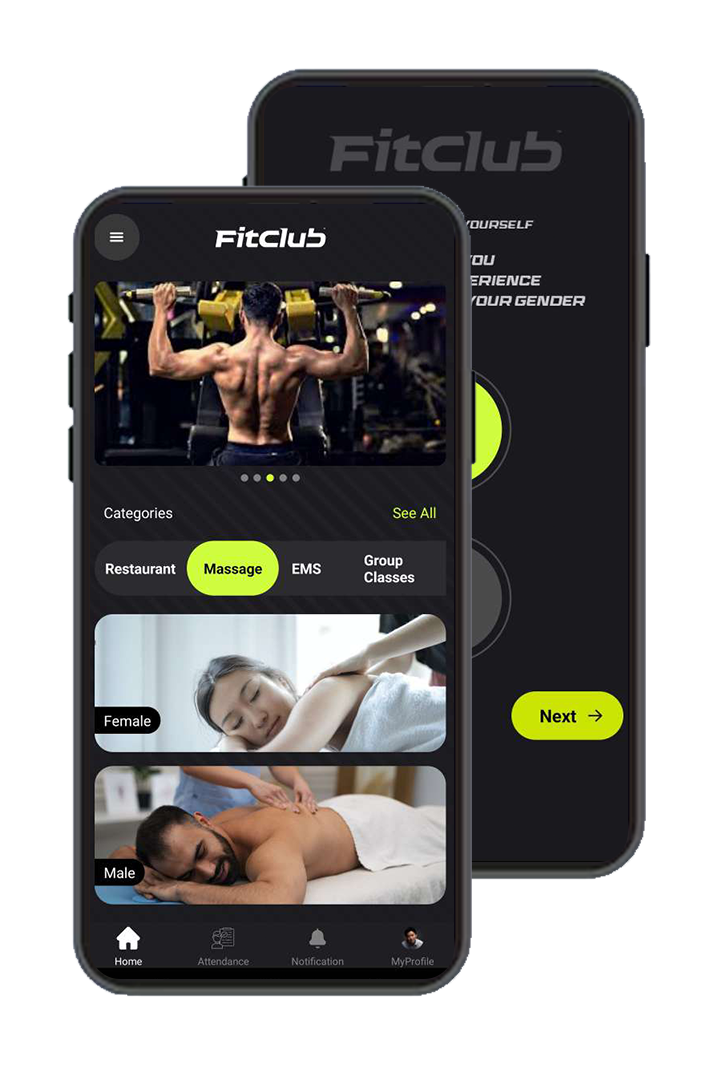 FitClub
YOURSELF
YOU
ERIENCE
YOUR GENDER
Next
FitClub
Categories
See All
Restaurant
Massage
EMS
Group
Classes
Female
Male
Home
Attendance
Notification
MyProfile